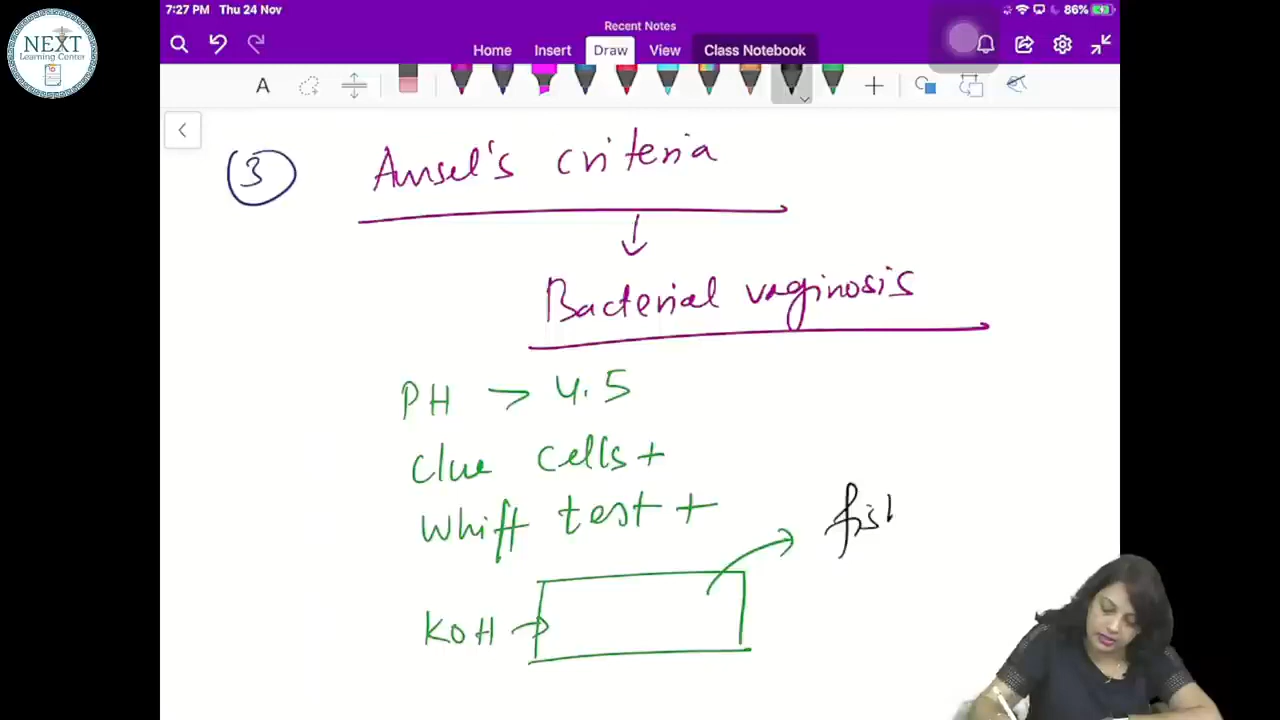 7:27 PM Thu 24 Nov
86%
Recent Notes
NEXT
Learning Center
Home Insert Draw View Class Notebook
A
3 Amsel's criteria
Bacterial vaginosis
PH > 4.5
Clue cells +
Whiff test +
fis
KOH